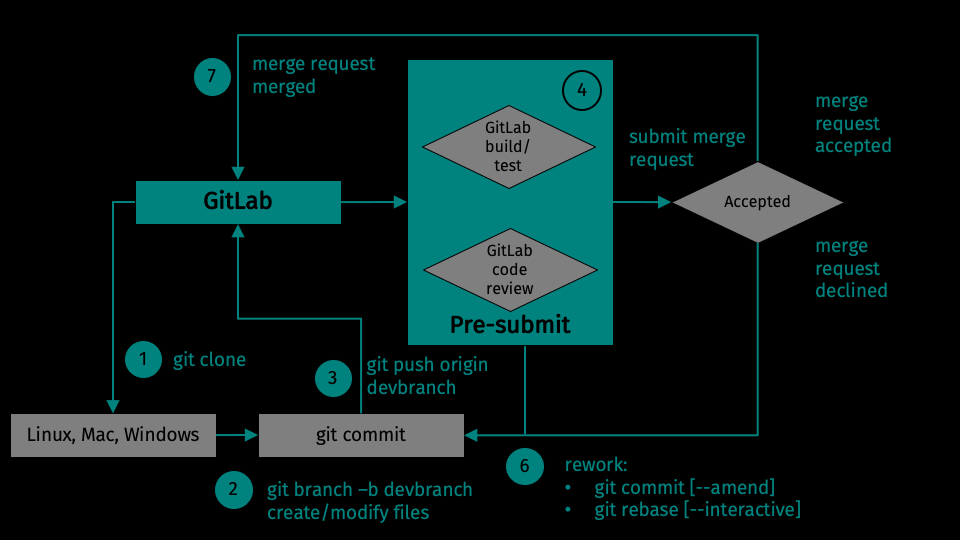 7
merge request
merged
4
GitLab
build/
test
submit merge
request
merge
request
accepted
GitLab
Accepted
GitLab
code
review
Pre-submit
merge
request
declined
1
git clone
3
git push origin
devbranch
Linux, Mac, Windows
git commit
2
git branch –b devbranch
create/modify files
6
rework:
• git commit [--amend]
• git rebase [--interactive]